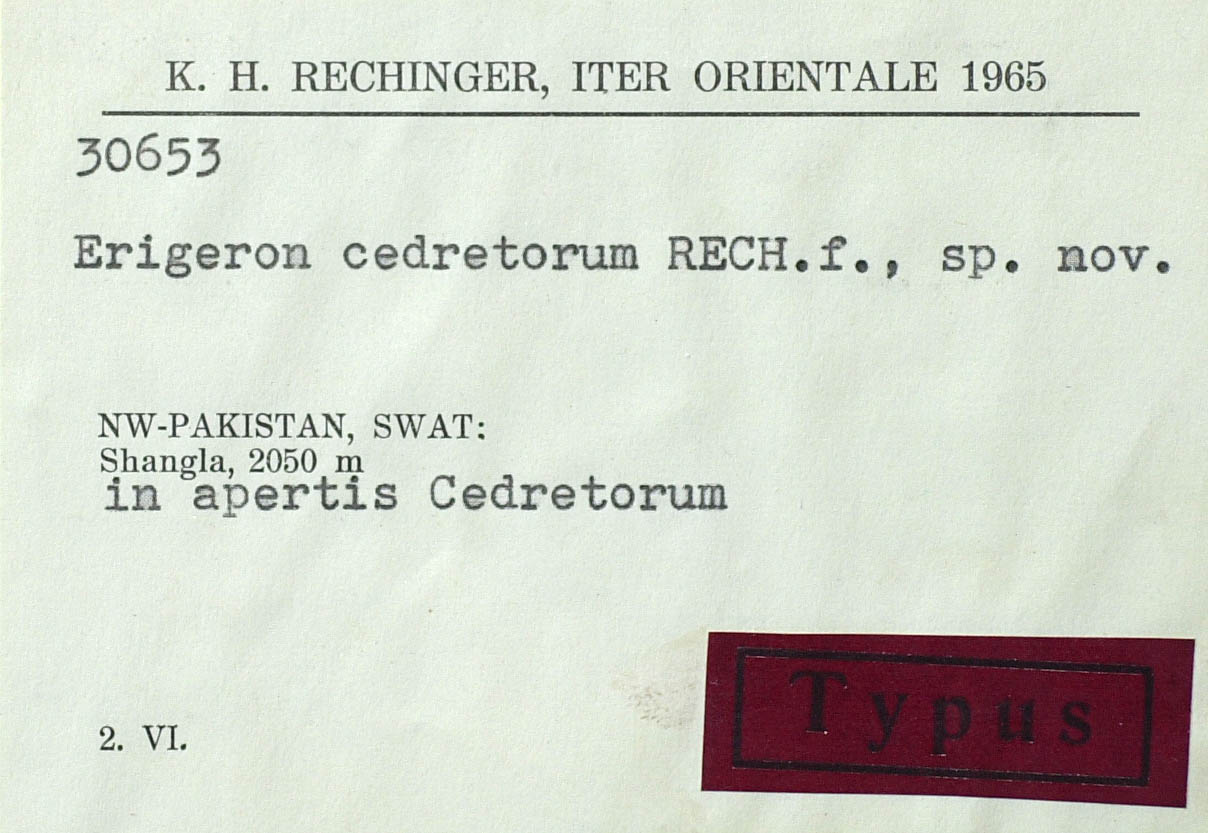 K. H. RECHINGER, ITER ORIENTALE 1965
30653
Erigeron cedretorum RECH.f., sp. nov.
NW-PAKISTAN, SWAT:
Shangla, 2050 m
in apertis Cedretorum
2. VI.
Typus